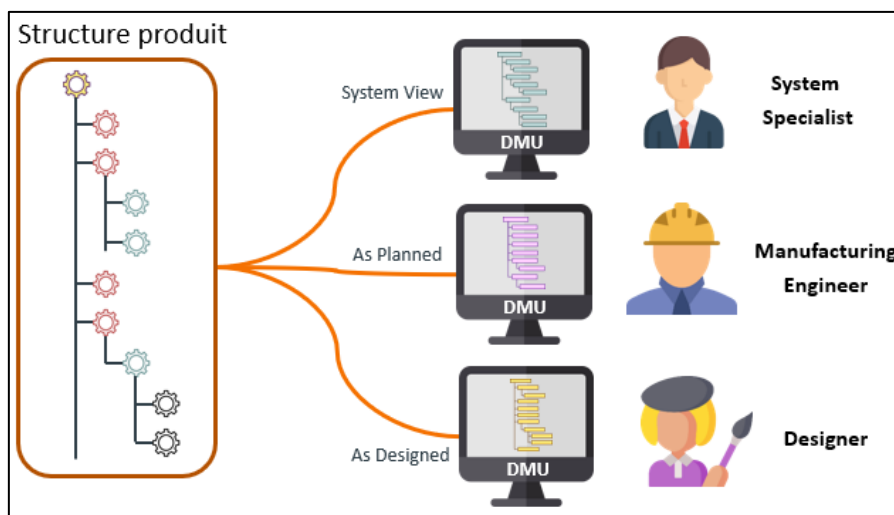 Structure produit
System View
DMU
System
Specialist
As Planned
DMU
Manufacturing
Engineer
As Designed
DMU
Designer